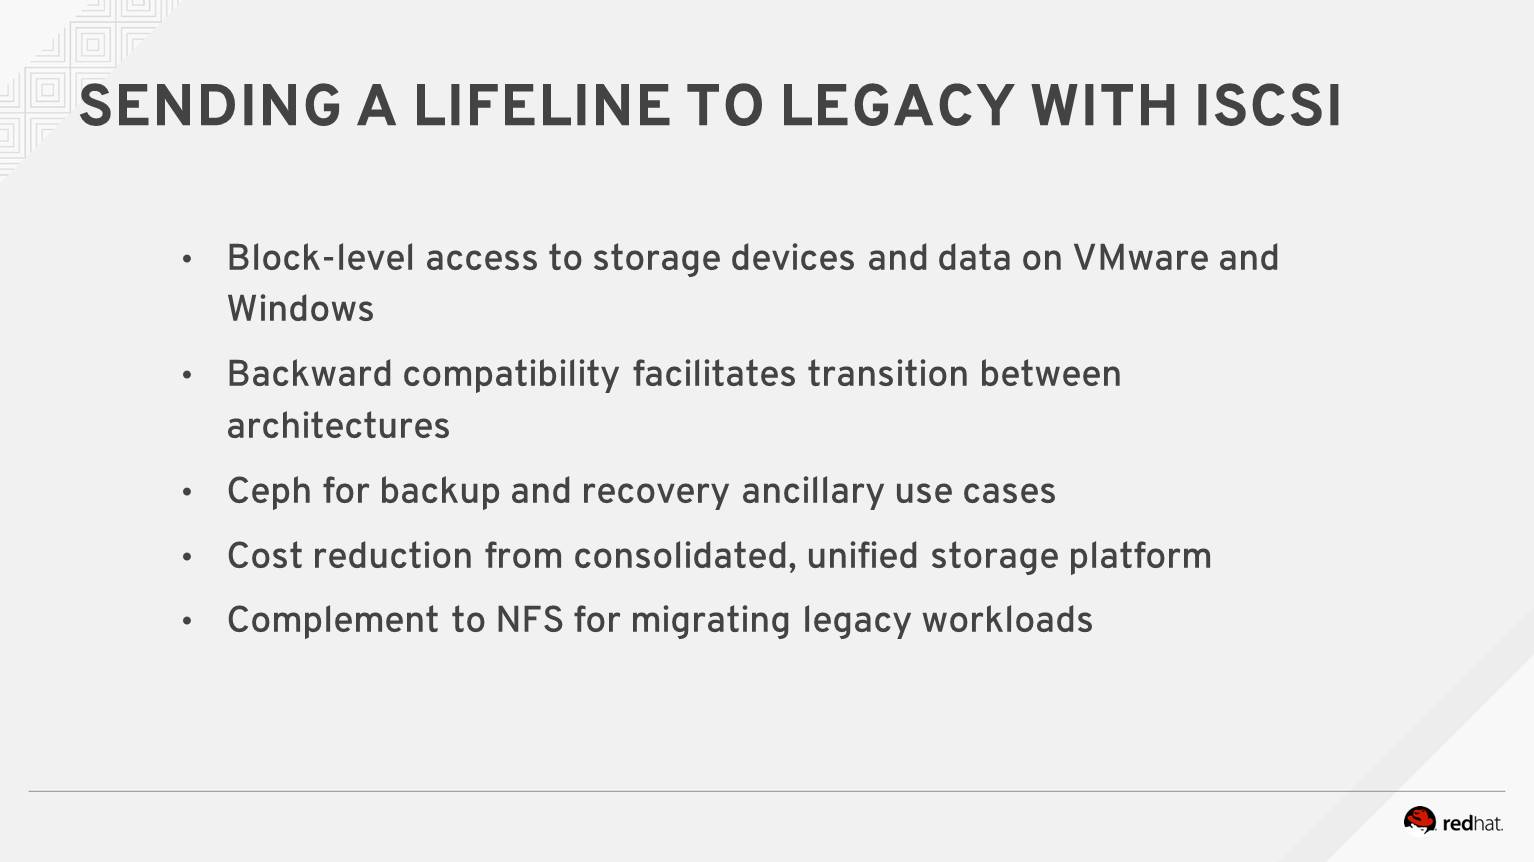 SENDING A LIFELINE TO LEGACY WITH ISCSI
• Block-level access to storage devices and data on VMware and
Windows
• Backward compatibility facilitates transition between
architectures
• Ceph for backup and recovery ancillary use cases
• Cost reduction from consolidated, unified storage platform
• Complement to NFS for migrating legacy workloads
redhat.